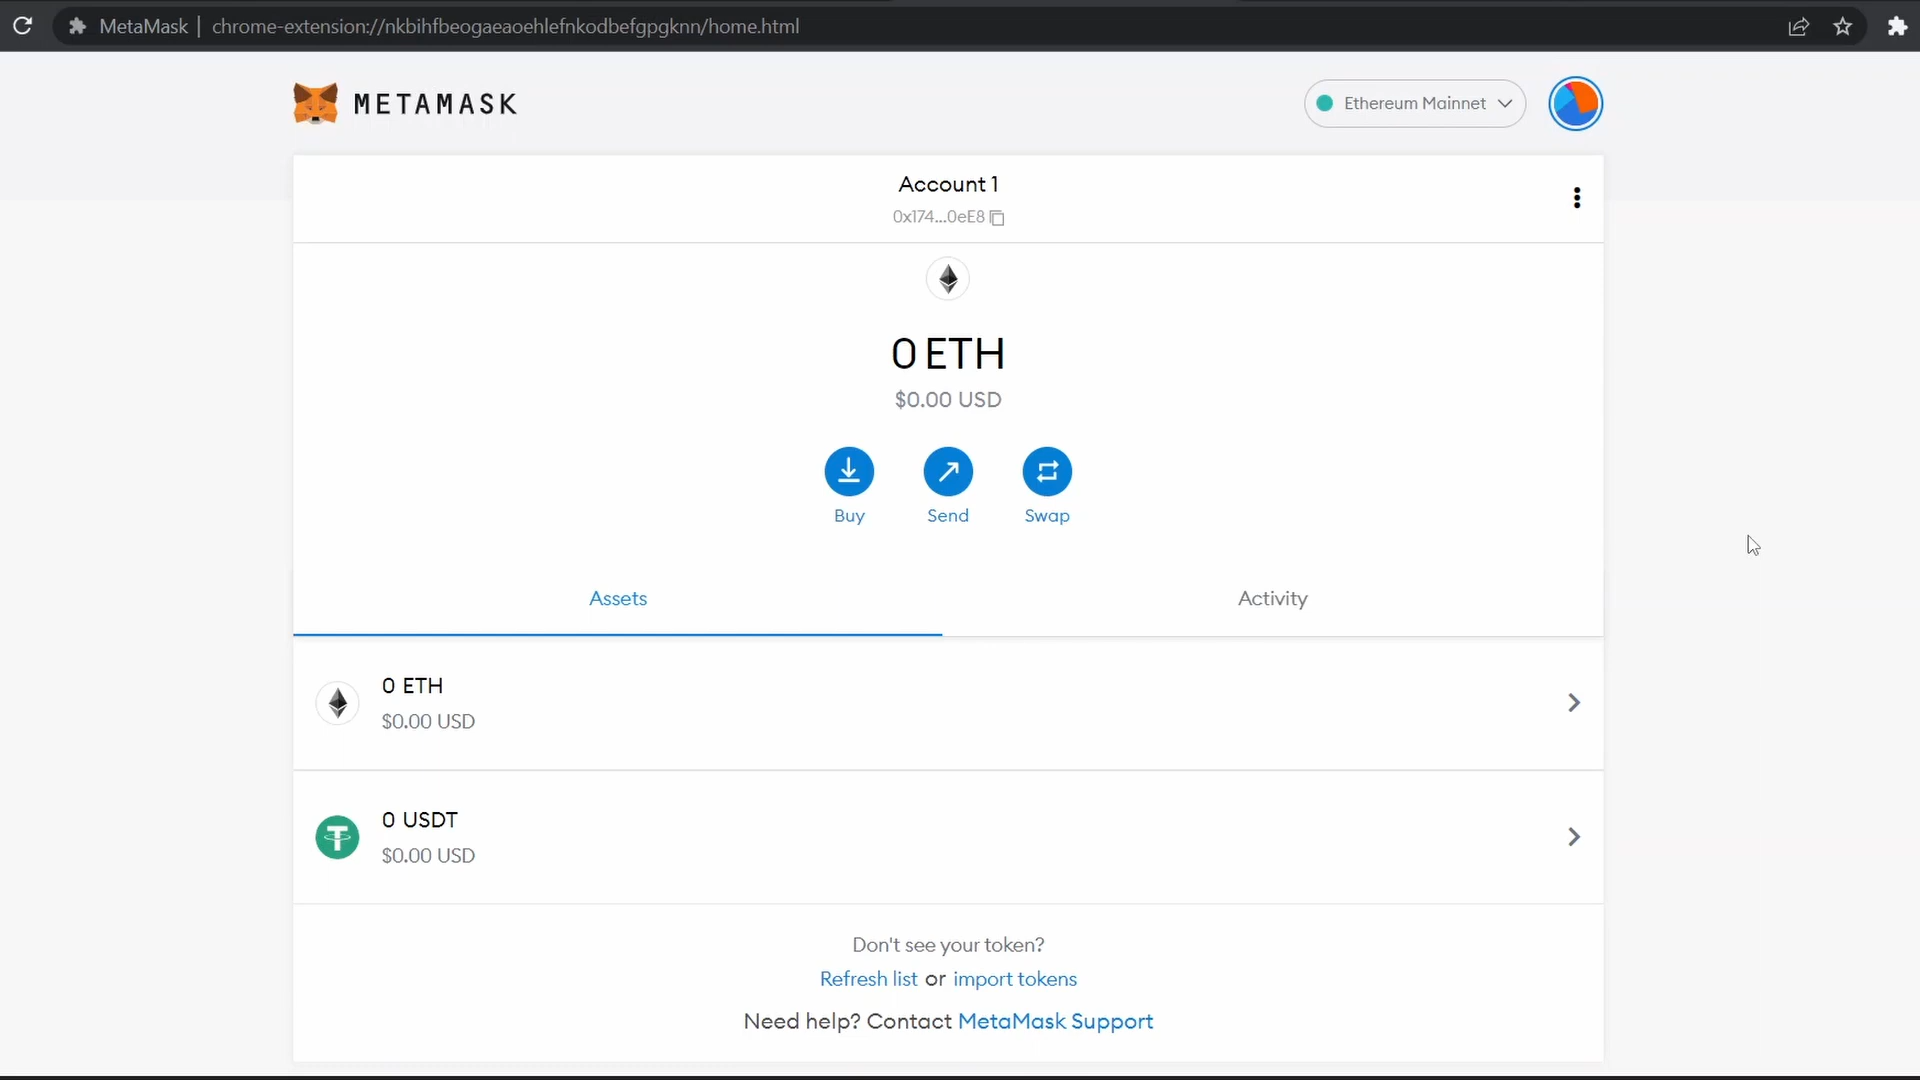 MetaMask | chrome-extension://nkbihfbeogaeaoehlefnkodbefgpgknn/home.html
METAMASK
Ethereum Mainnet
Account 1
0x174...0eE8
0 ETH
$0.00 USD
Buy
Send
Swap
Assets
Activity
0 ETH
$0.00 USD
0 USDT
$0.00 USD
Don't see your token?
Refresh list or import tokens
Need help? Contact MetaMask Support